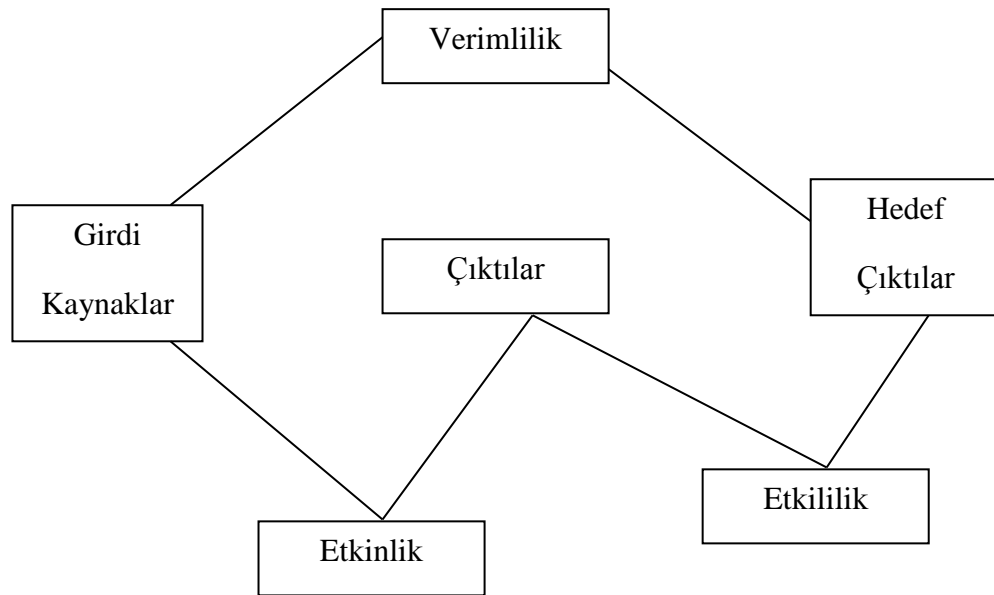 Verimlilik
Girdi
Kaynaklar
Çıktılar
Hedef
Çıktılar
Etkinlik
Etkililik